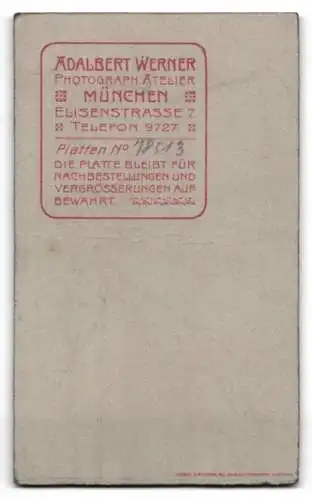 ADALBERT WERNER
PHOTOGRAPH. ATELIER
MÜNCHEN
ELISENSTRASSE 7
TELEFON 9727
Platten No
DIE PLATTE BLEIBT FÜR
NACHBESTELLUNGEN UND
VERGRÖSSERUNGEN AUF
BEWAHRT.